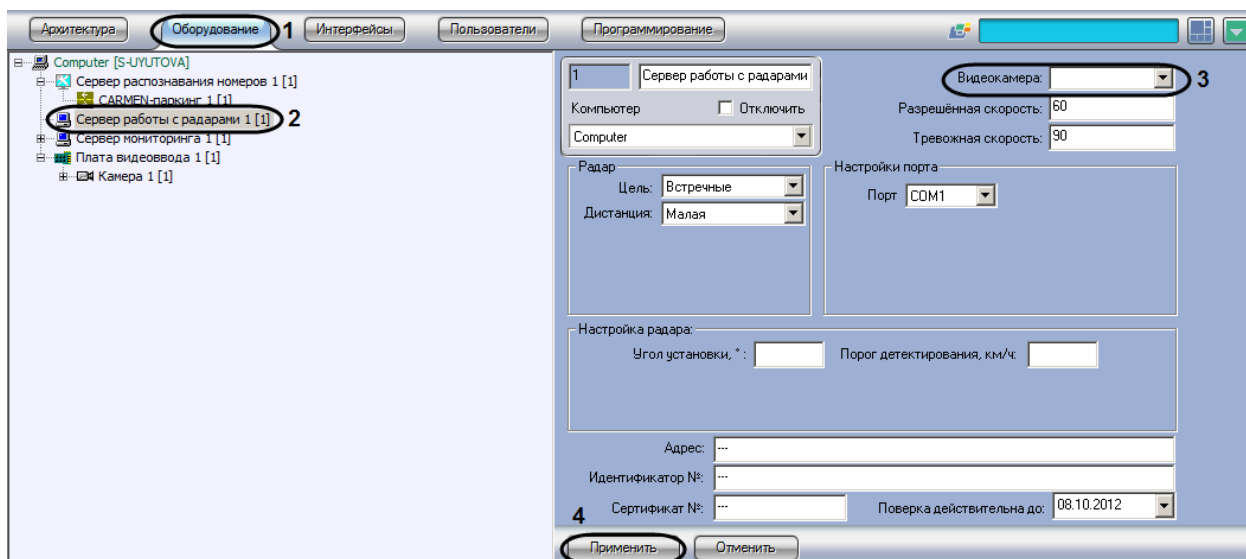 Архитектура Оборудование 1 Интерфейсы Пользователи Программирование
Computer [S-UYUTOVA]
Сервер распознавания номеров 1 [1]
CARMEN-паркинг 1 [1]
Сервер работы с радарами 1 [1] 2
Сервер мониторинга 1 [1]
Плата видеоввода 1 [1]
Камера 1 [1]
1 Сервер работы с радарами
Компьютер Отключить
Computer
Видеокамера: 3
Разрешённая скорость: 60
Тревожная скорость: 90
Радар
Цель: Встречные
Дистанция: Малая
Настройки порта
Порт COM1
Настройка радара:
Угол установки, °: Порог детектирования, км/ч:
Адрес: ---
Идентификатор №: ---
Сертификат №: --- Поверка действительна до: 08.10.2012
4
Применить Отменить